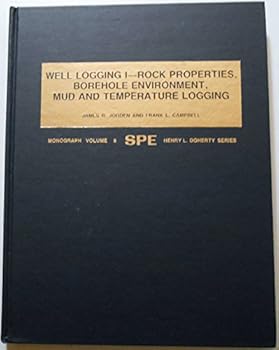 WELL LOGGING I—ROCK PROPERTIES,
BOREHOLE ENVIRONMENT,
MUD AND TEMPERATURE LOGGING
JAMES R. JORDEN AND FRANK L. CAMPBELL
MONOGRAPH VOLUME 9 SPE HENRY L. DOHERTY SERIES